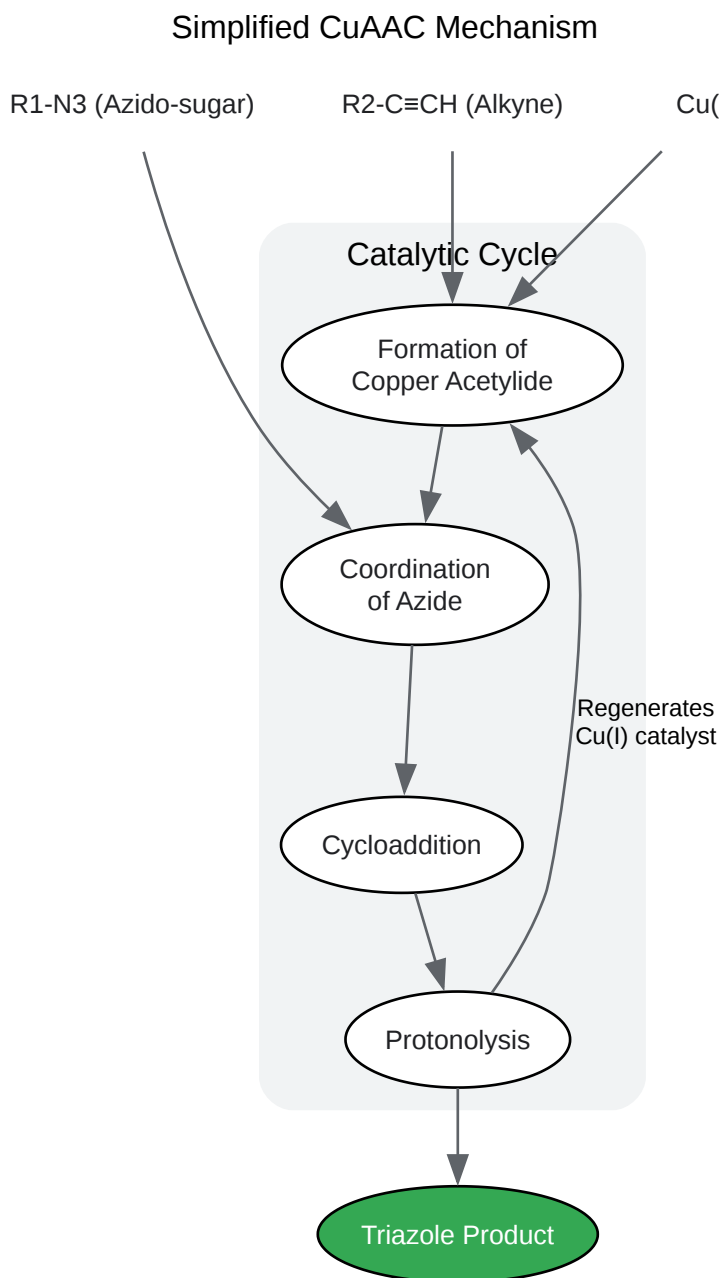 Simplified CuAAC Mechanism
R1-N3 (Azido-sugar)
R2-C≡CH (Alkyne)
Cu(
Catalytic Cycle
Formation of
Copper Acetylide
Coordination
of Azide
Regenerates
Cu(I) catalyst
Cycloaddition
Protonolysis
Triazole Product